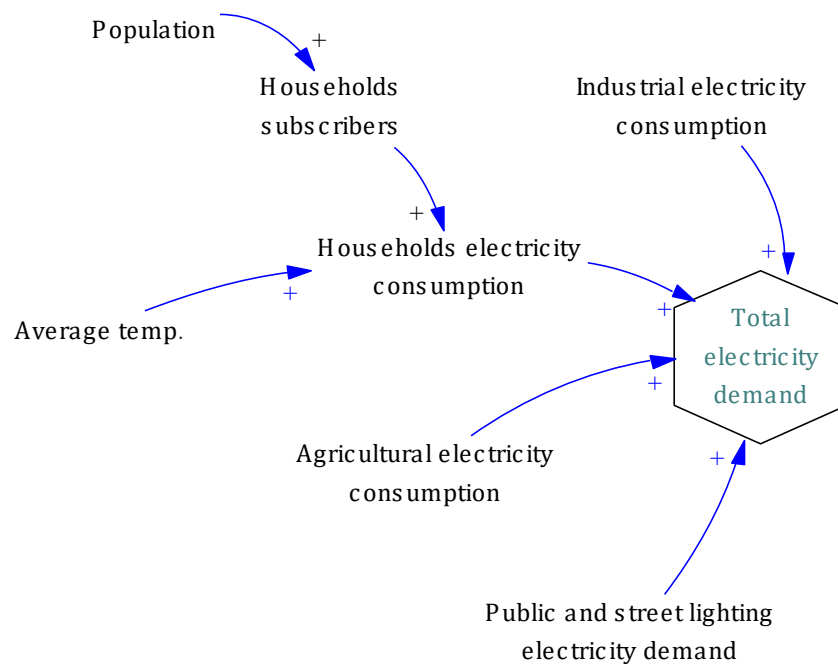 Population
+
Households
subscribers
Industrial electricity
consumption
+
Households electricity
consumption
+
+
+
Average temp.
Total
electricity
demand
+
Agricultural electricity
consumption
+
Public and street lighting
electricity demand